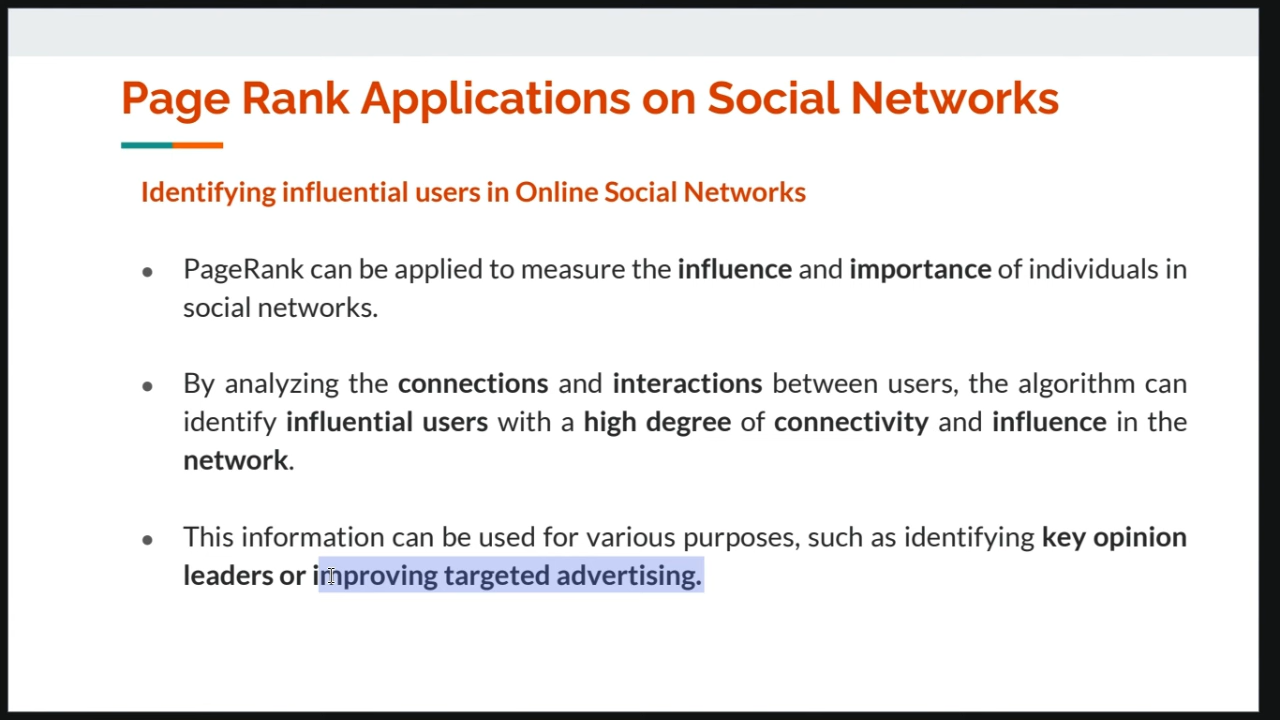 Page Rank Applications on Social Networks
Identifying influential users in Online Social Networks
● PageRank can be applied to measure the influence and importance of individuals in
social networks.
● By analyzing the connections and interactions between users, the algorithm can
identify influential users with a high degree of connectivity and influence in the
network.
● This information can be used for various purposes, such as identifying key opinion
leaders or improving targeted advertising.